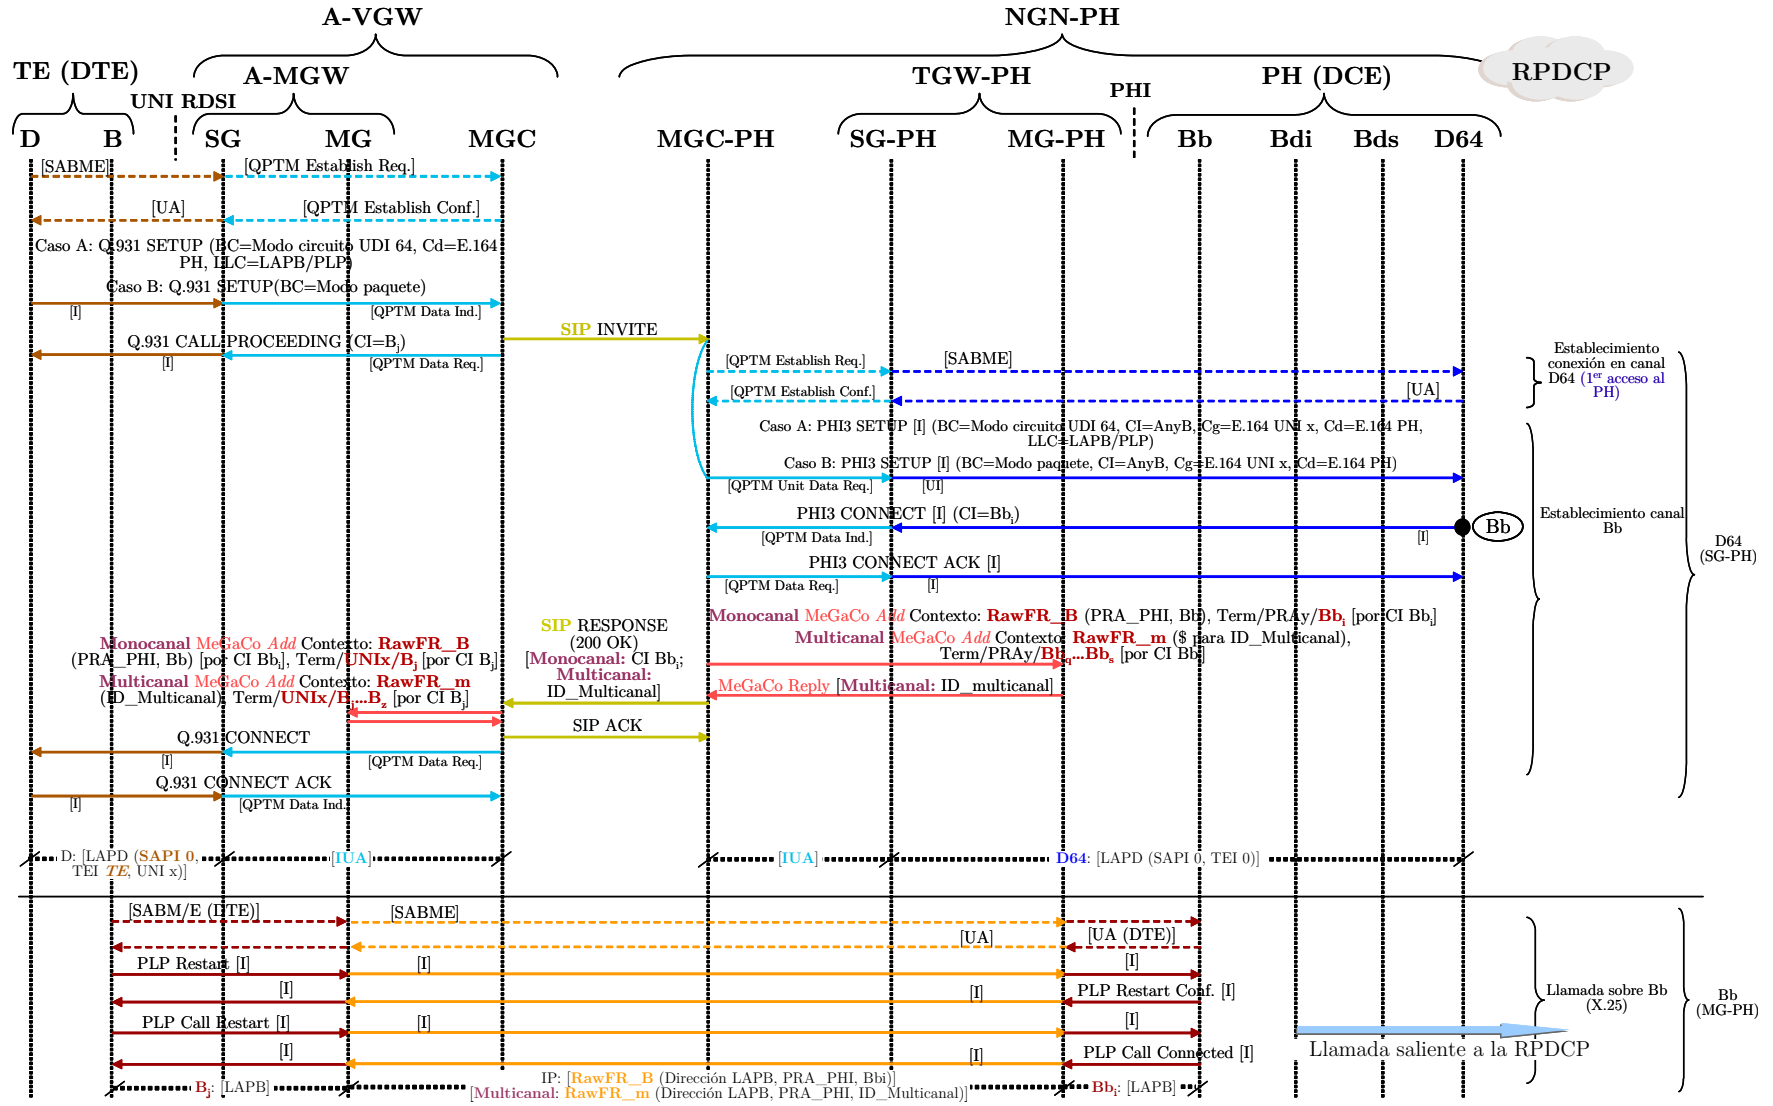 A-VGW
NGN-PH
TE (DTE)
A-MGW
TGW-PH
PH (DCE)
RPDCP
UNI RDSI
PHI
D
B
SG
MG
MGC
MGC-PH
SG-PH
MG-PH
Bb
Bdi
Bds
D64
[SABME]
[QPTM Establish Req.]
[UA]
[QPTM Establish Conf.]
Caso A: Q.931 SETUP (BC=Modo circuito UDI 64, Cd=E.164
PH, LLC=LAPB/PLP)
Caso B: Q.931 SETUP(BC=Modo paquete)
[I]
[QPTM Data Ind.]
SIP INVITE
Q.931 CALL PROCEEDING (CI=Bj)
[I]
[QPTM Data Req.]
[QPTM Establish Req.]
[SABME]
[QPTM Establish Conf.]
[UA]
Establecimiento
conexión en canal
D64 (1er acceso al
PH)
Caso A: PHI3 SETUP [I] (BC=Modo circuito UDI 64, CI=AnyB, Cg=E.164 UNI x, Cd=E.164 PH,
LLC=LAPB/PLP)
Caso B: PHI3 SETUP [I] (BC=Modo paquete, CI=AnyB, Cg=E.164 UNI x, Cd=E.164 PH)
[QPTM Unit Data Req.]
[UI]
PHI3 CONNECT [I] (CI=Bbi)
[QPTM Data Ind.]
[I]
Bb
Establecimiento canal
Bb
D64
(SG-PH)
PHI3 CONNECT ACK [I]
[QPTM Data Req.]
[I]
Monocanal MeGaCo Add Contexto: RawFR_B (PRA_PHI, Bb), Term/PRAy/Bbi [por CI Bbi]
Multicanal MeGaCo Add Contexto: RawFR_m ($ para ID_Multicanal),
Term/PRAy/Bbq...Bbs [por CI Bb]
SIP RESPONSE
(200 OK)
[Monocanal: CI Bbi;
Multicanal:
ID_Multicanal]
MeGaCo Reply [Multicanal: ID_multicanal]
Monocanal MeGaCo Add Contexto: RawFR_B
(PRA_PHI, Bb) [por CI Bbi], Term/UNIx/Bj [por CI Bj]
Multicanal MeGaCo Add Contexto: RawFR_m
(ID_Multicanal), Term/UNIx/Bj...Bz [por CI Bj]
SIP ACK
Q.931 CONNECT
[I]
[QPTM Data Req.]
Q.931 CONNECT ACK
[I]
[QPTM Data Ind.]
D: [LAPD (SAPI 0,
TEI TE, UNI x)]
[IUA]
[IUA]
D64: [LAPD (SAPI 0, TEI 0)]
[SABM/E (DTE)]
[SABME]
[UA]
[UA (DTE)]
PLP Restart [I]
[I]
[I]
[I]
[I]
PLP Restart Conf. [I]
PLP Call Restart [I]
[I]
[I]
[I]
[I]
PLP Call Connected [I]
Llamada sobre Bb
(X.25)
Bb
(MG-PH)
Llamada saliente a la RPDCP
Bj: [LAPB]
IP: [RawFR_B (Dirección LAPB, PRA_PHI, Bbi)]
[Multicanal: RawFR_m (Dirección LAPB, PRA_PHI, ID_Multicanal)]
Bbi: [LAPB]